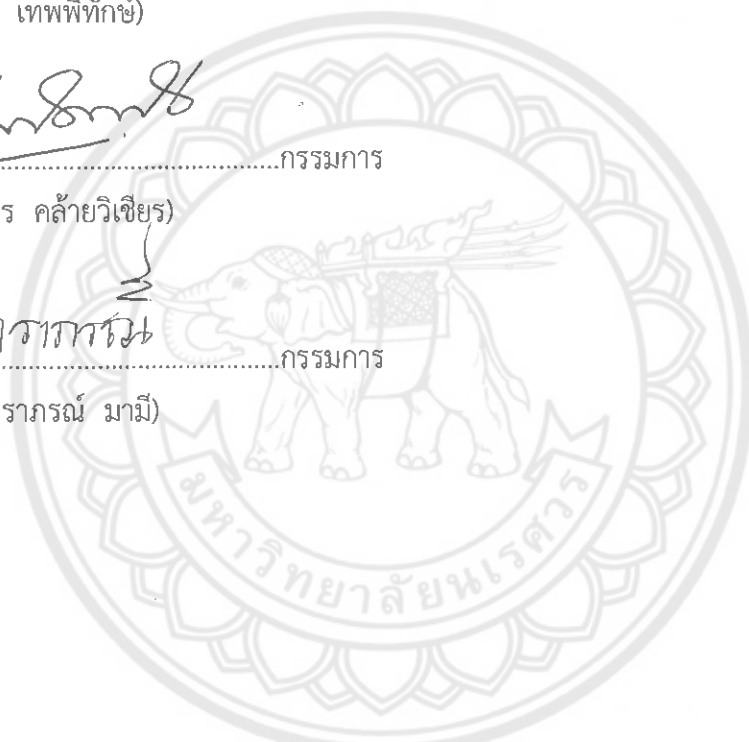 เทพพิทักษ์)
....................................................กรรมการ
ร คล้ายวิเชียร)
....................................................กรรมการ
ราภรณ์ มามี)
มหาวิทยาลัยนเรศวร